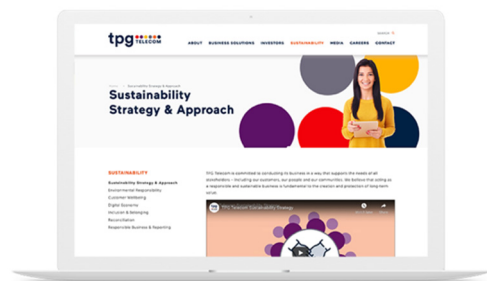 SEARCH
tpg
TELECOM
ABOUT BUSINESS SOLUTIONS INVESTORS SUSTAINABILITY MEDIA CAREERS CONTACT
Sustainability Strategy & Approach
Sustainability
Strategy & Approach
SUSTAINABILITY
Sustainability Strategy & Approach
Environmental Responsibility
Customer Wellbeing
Digital Economy
Inclusion & Belonging
Reconciliation
Responsible Business & Reporting
TPG Telecom is committed to conducting its business in a way that supports the needs of all
stakeholders – including our customers, our people and our communities. We believe that acting as
a responsible and sustainable business is fundamental to the creation and protection of long-term
value.
TPG Telecom Sustainability Strategy